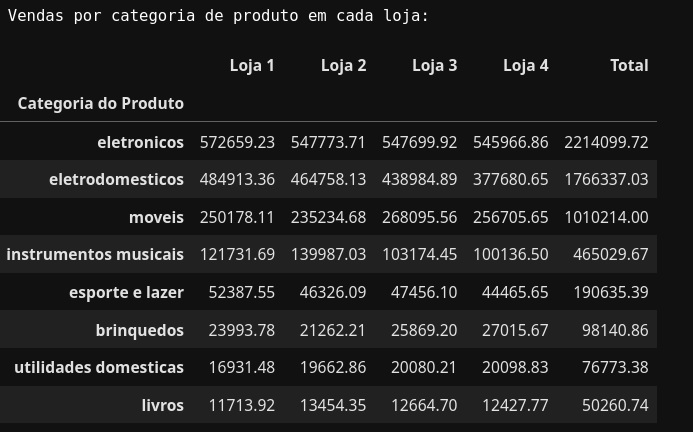 Vendas por categoria de produto em cada loja:
Loja 1 Loja 2 Loja 3 Loja 4 Total
Categoria do Produto
eletronicos 572659.23 547773.71 547699.92 545966.86 2214099.72
eletrodomesticos 484913.36 464758.13 438984.89 377680.65 1766337.03
moveis 250178.11 235234.68 268095.56 256705.65 1010214.00
instrumentos musicais 121731.69 139987.03 103174.45 100136.50 465029.67
esporte e lazer 52387.55 46326.09 47456.10 44465.65 190635.39
brinquedos 23993.78 21262.21 25869.20 27015.67 98140.86
utilidades domesticas 16931.48 19662.86 20080.21 20098.83 76773.38
livros 11713.92 13454.35 12664.70 12427.77 50260.74